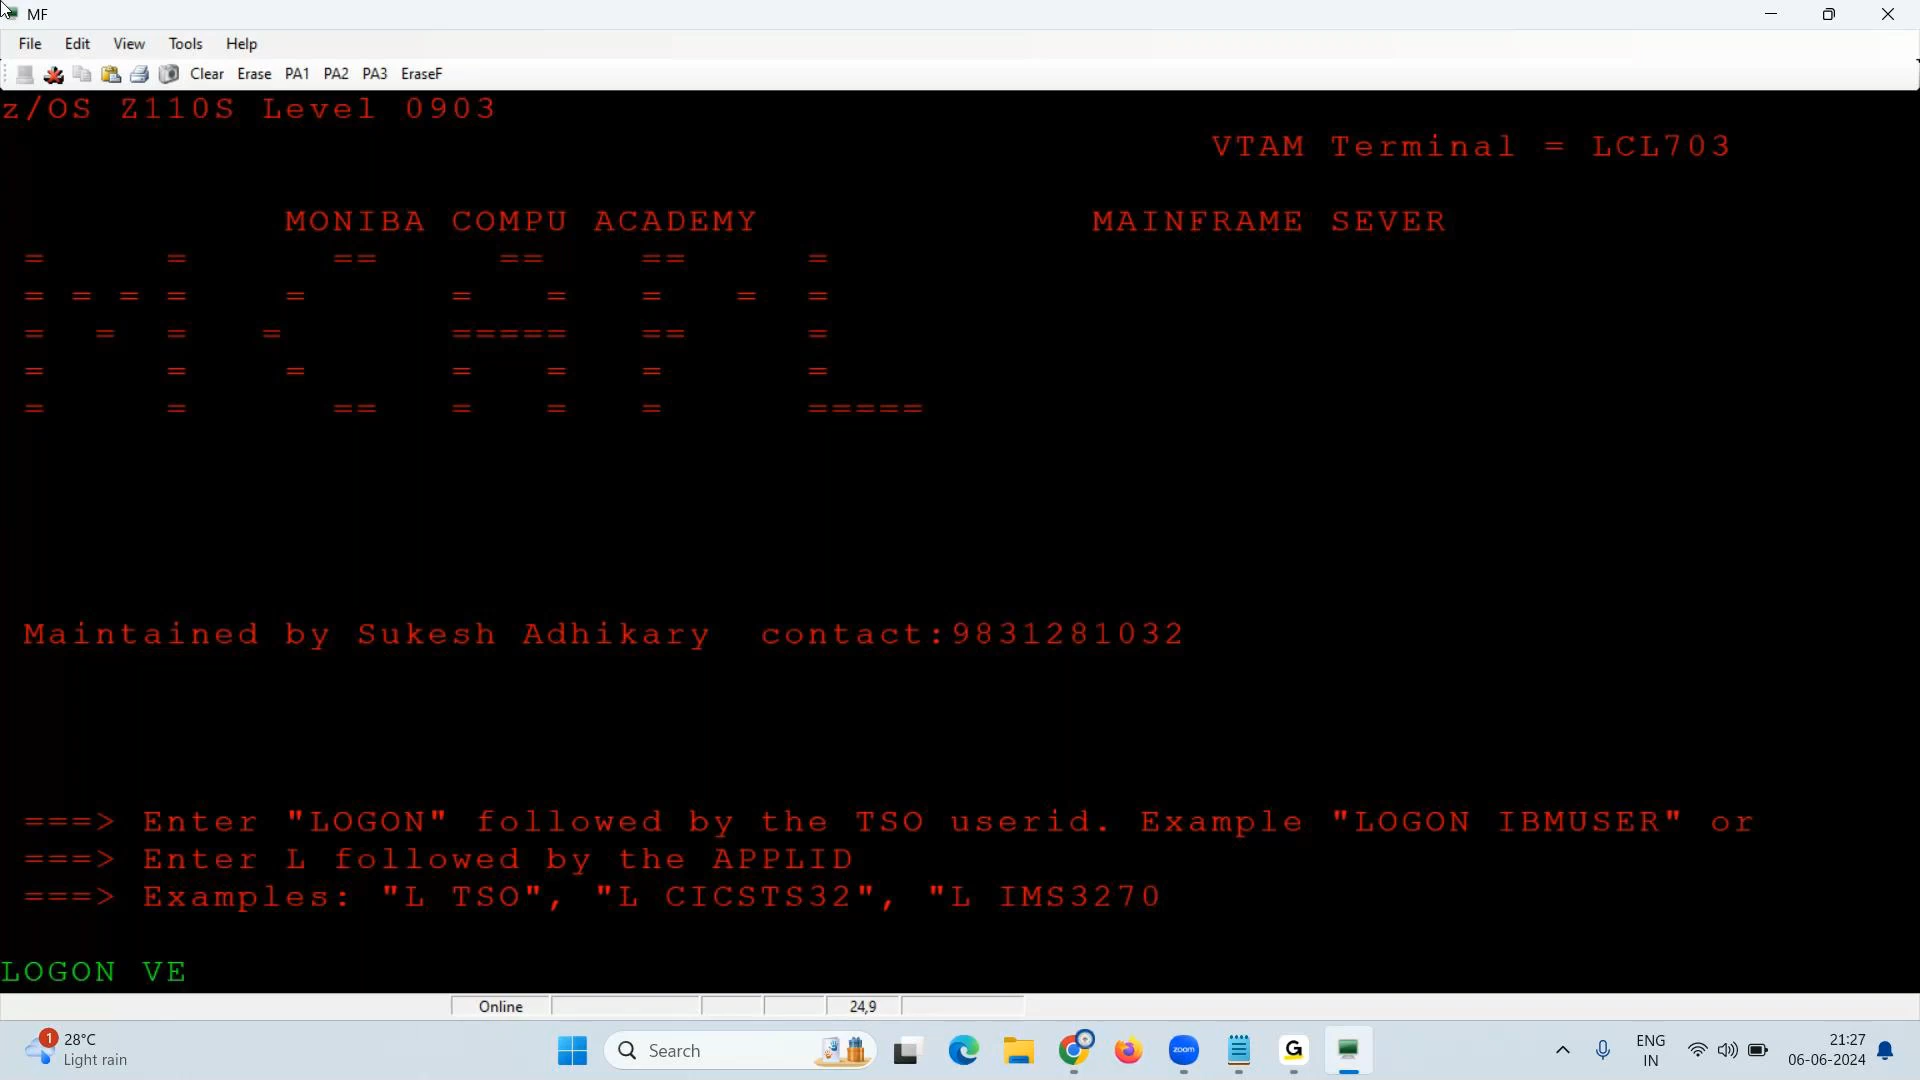 MF
File Edit View Tools Help
Clear Erase PA1 PA2 PA3 EraseF
z/OS Z110S Level 0903
VTAM Terminal = LCL703
MONIBA COMPU ACADEMY MAINFRAME SEVER
= = == == == =
= = = = = = = = = =
= = = = ===== == =
= = = = = = =
= = == = = = =====
Maintained by Sukesh Adhikary contact:9831281032
===> Enter "LOGON" followed by the TSO userid. Example "LOGON IBMUSER" or
===> Enter L followed by the APPLID
===> Examples: "L TSO", "L CICSTS32", "L IMS3270
LOGON VE
Online 24,9
1 28°C
Light rain
Search
zoom
G
ENG
IN
21:27
06-06-2024